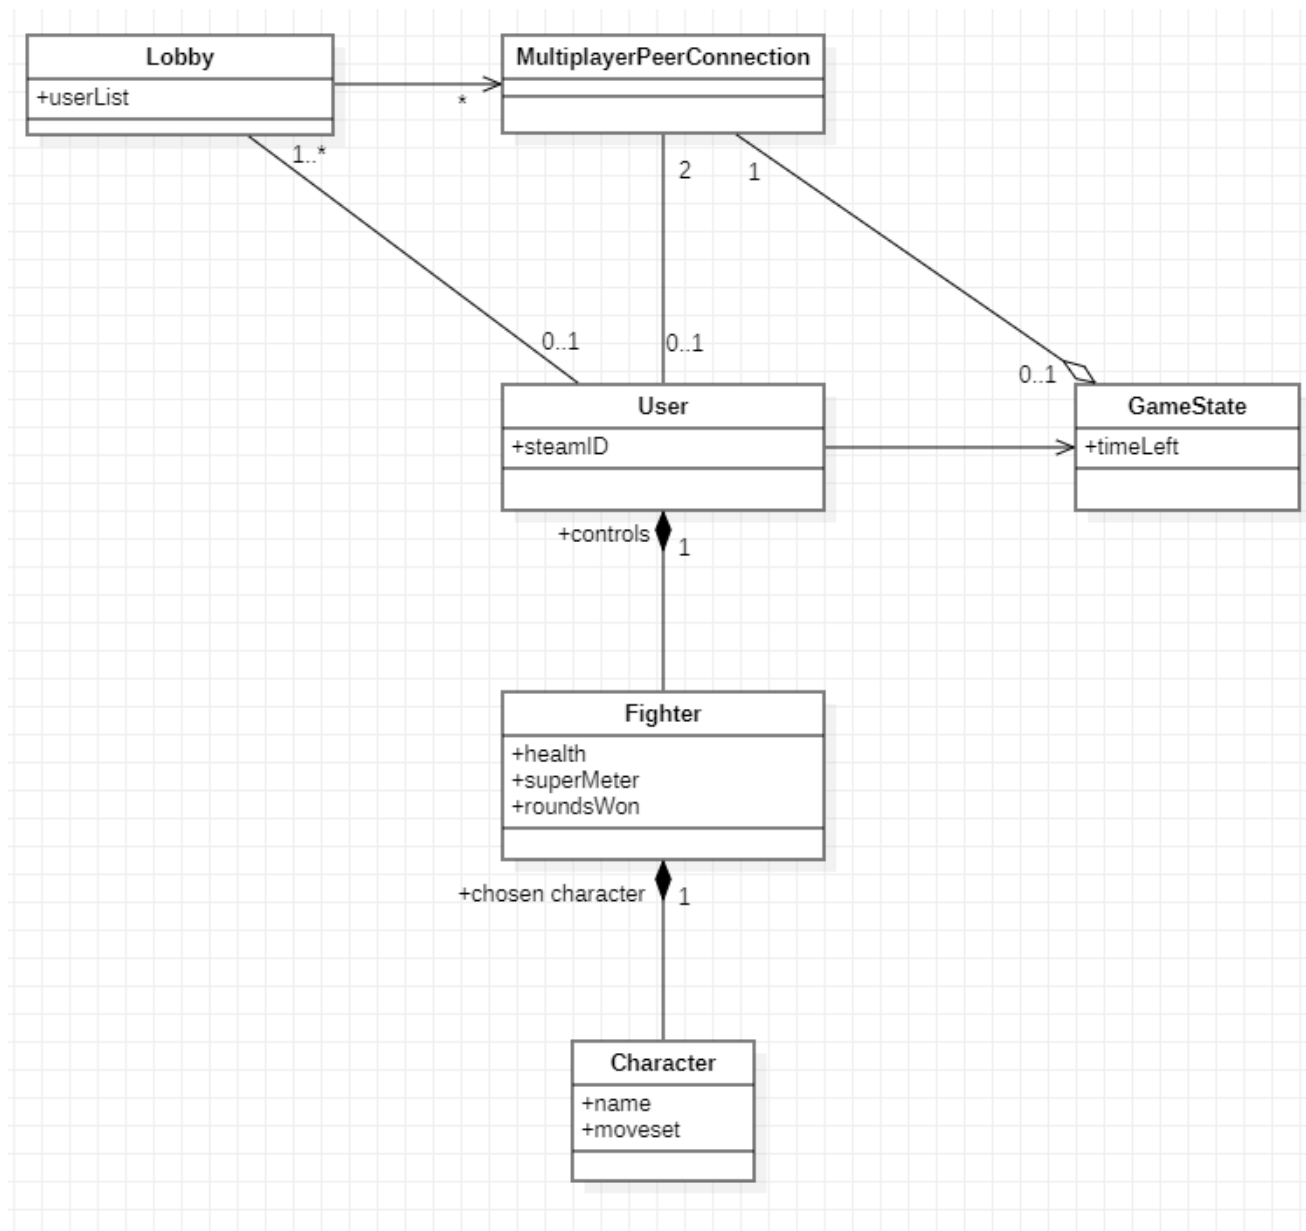 Lobby
+userList
MultiplayerPeerConnection
*
1..*
2
1
0..1
0..1
0..1
User
+steamID
GameState
+timeLeft
+controls
1
Fighter
+health
+superMeter
+roundsWon
+chosen character
1
Character
+name
+moveset